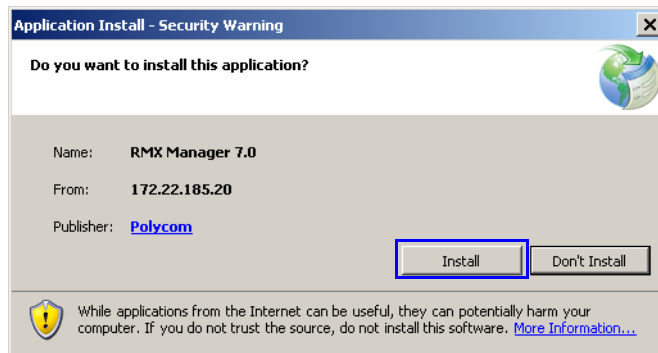 Application Install - Security Warning
Do you want to install this application?
Name: RMX Manager 7.0
From: 172.22.185.20
Publisher: Polycom
Install Don't Install
While applications from the Internet can be useful, they can potentially harm your
computer. If you do not trust the source, do not install this software. More Information...